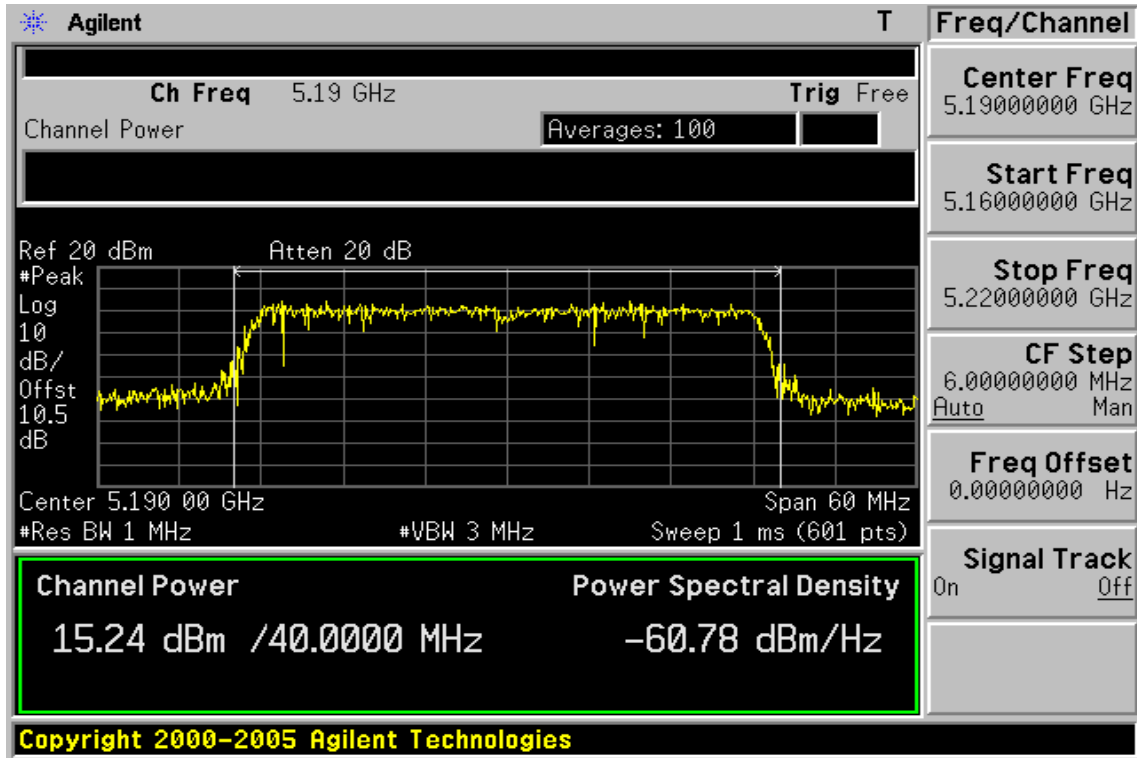 Agilent T
Ch Freq 5.19 GHz Trig Free
Channel Power Averages: 100
Ref 20 dBm Atten 20 dB
#Peak
Log
10
dB/
Offst
10.5
dB
Center 5.190 00 GHz Span 60 MHz
#Res BW 1 MHz #VBW 3 MHz Sweep 1 ms (601 pts)
Channel Power Power Spectral Density
15.24 dBm /40.0000 MHz -60.78 dBm/Hz
Copyright 2000-2005 Agilent Technologies
Freq/Channel
Center Freq
5.19000000 GHz
Start Freq
5.16000000 GHz
Stop Freq
5.22000000 GHz
CF Step
6.00000000 MHz
Auto Man
Freq Offset
0.00000000 Hz
Signal Track
On Off